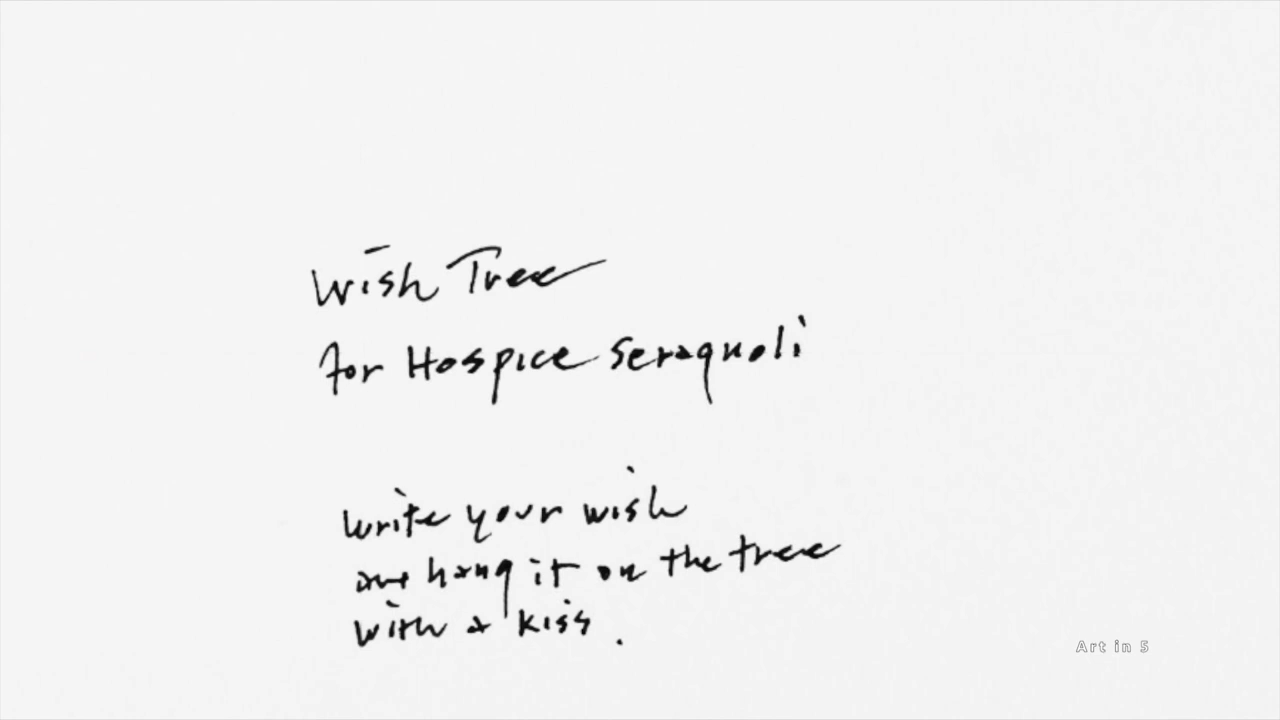 Wish Tree
for Hospice Seragnoli
write your wish
and hang it on the tree
with a kiss.
Art in 5